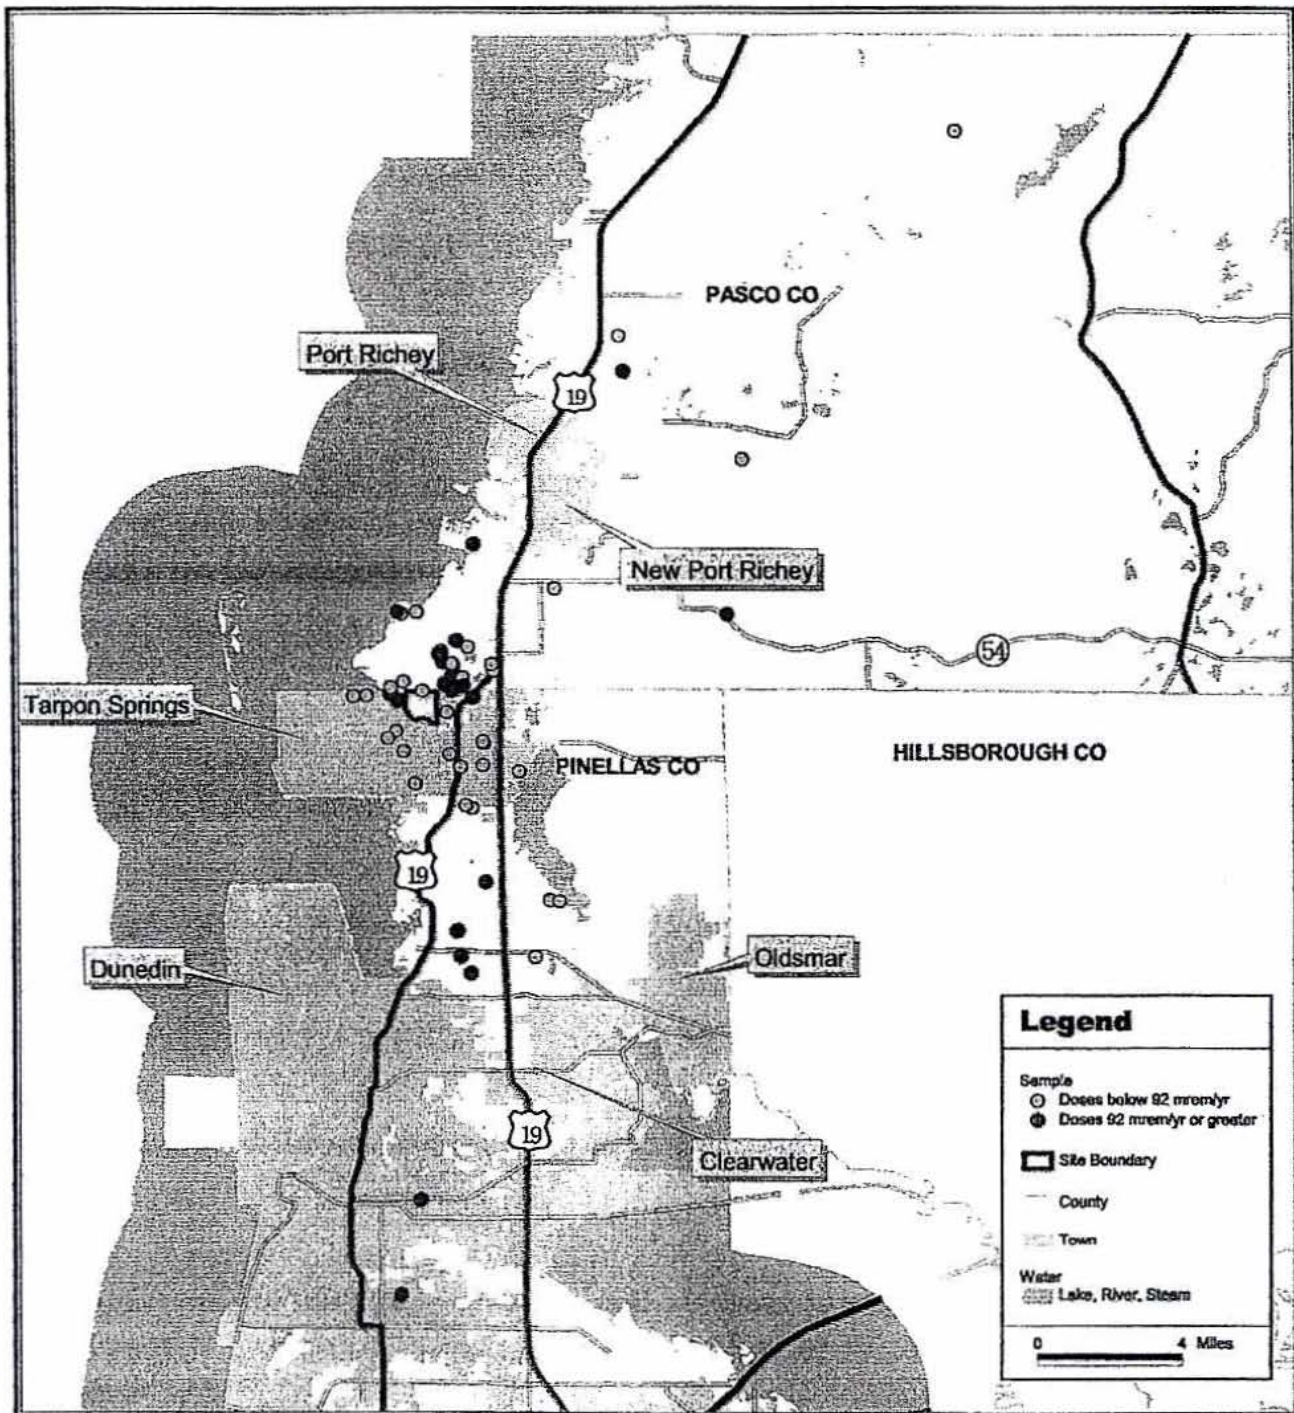 PASCO CO
Port Richey
19
New Port Richey
54
Tarpon Springs
PINELLAS CO
HILLSBOROUGH CO
19
Dunedin
Oldsmar
19
Clearwater
Legend
Sample
Doses below 92 mrem/yr
Doses 92 mrem/yr or greater
Site Boundary
County
Town
Water
Lake, River, Steam
0 4 Miles